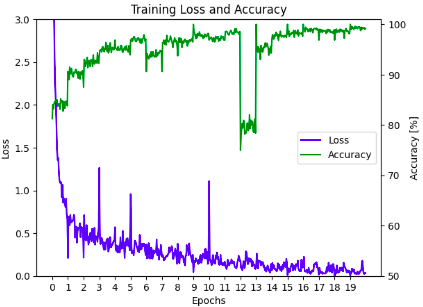 Training Loss and Accuracy
3.0
2.5
2.0
1.5
1.0
0.5
0.0
Loss
100
90
80
70
60
50
Accuracy [%]
Loss
Accuracy
0 1 2 3 4 5 6 7 8 9 10 11 12 13 14 15 16 17 18 19
Epochs